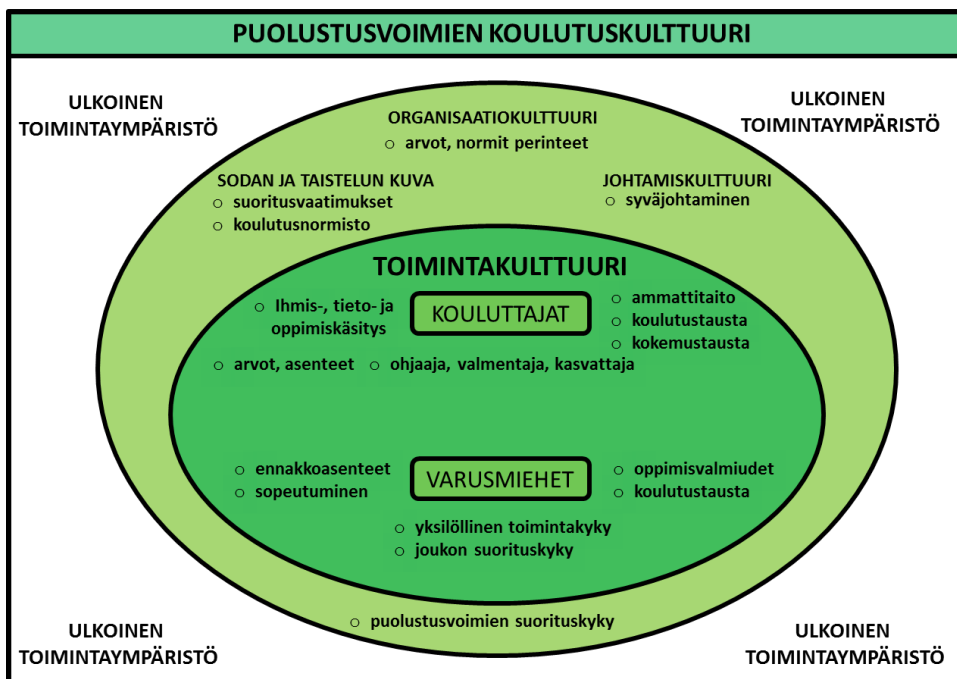 PUOLUSTUSVOIMIEN KOULUTUSKULTTUURI
ULKOINEN
TOIMINTAYMPÄRISTÖ
ULKOINEN
TOIMINTAYMPÄRISTÖ
ORGANISAATIOKULTTUURI
○ arvot, normit perinteet
SODAN JA TAISTELUN KUVA
○ suoritusvaatimukset
○ koulutusnormisto
JOHTAMISKULTTUURI
○ syväjohtaminen
TOIMINTAKULTTUURI
○ Ihmis-, tieto- ja
oppimiskäsitys
KOULUTTAJAT
○ ammattitaito
○ koulutustausta
○ kokemustausta
○ arvot, asenteet ○ ohjaaja, valmentaja, kasvattaja
○ ennakkoasenteet
○ sopeutuminen
VARUSMIEHET
○ oppimisvalmiudet
○ koulutustausta
○ yksilöllinen toimintakyky
○ joukon suorituskyky
○ puolustusvoimien suorituskyky
ULKOINEN
TOIMINTAYMPÄRISTÖ
ULKOINEN
TOIMINTAYMPÄRISTÖ